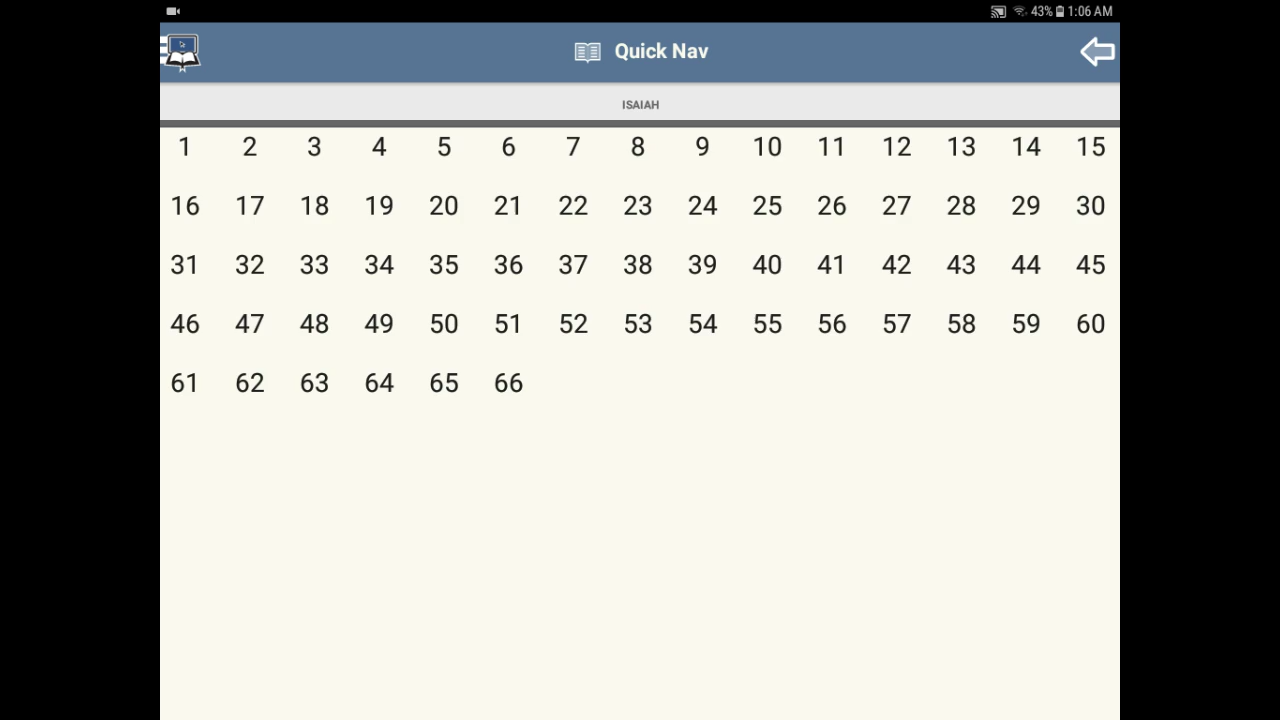 43% 1:06 AM
Quick Nav
ISAIAH
1 2 3 4 5 6 7 8 9 10 11 12 13 14 15
16 17 18 19 20 21 22 23 24 25 26 27 28 29 30
31 32 33 34 35 36 37 38 39 40 41 42 43 44 45
46 47 48 49 50 51 52 53 54 55 56 57 58 59 60
61 62 63 64 65 66